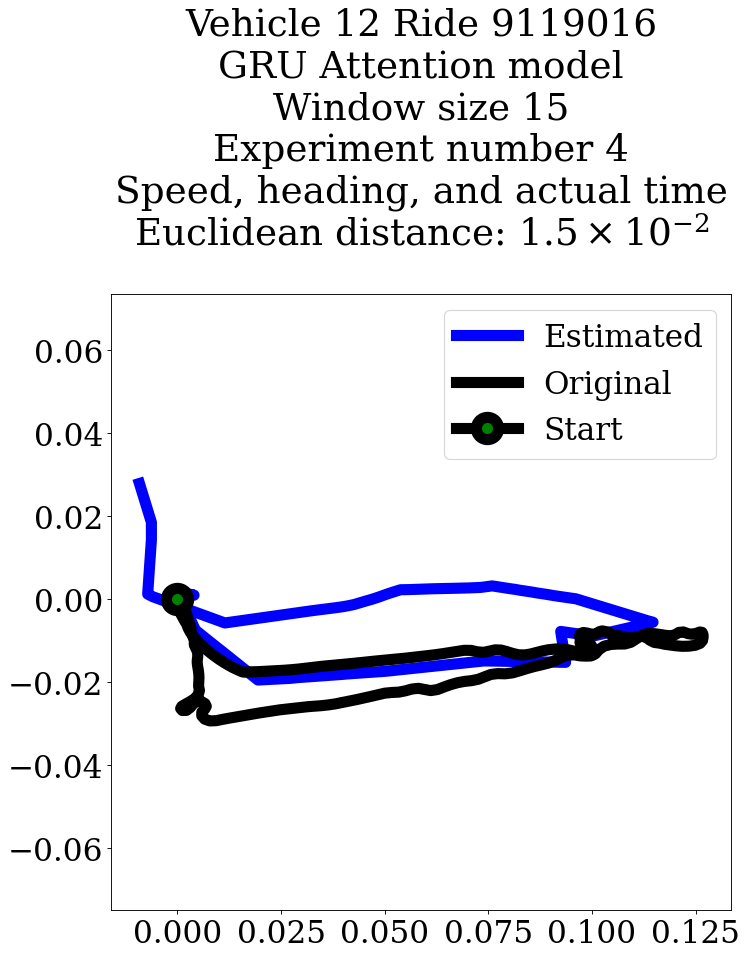 Vehicle 12 Ride 9119016
GRU Attention model
Window size 15
Experiment number 4
Speed, heading, and actual time
Euclidean distance: 1.5 × 10⁻²
Estimated
Original
Start
0.06
0.04
0.02
0.00
−0.02
−0.04
−0.06
0.000 0.025 0.050 0.075 0.100 0.125